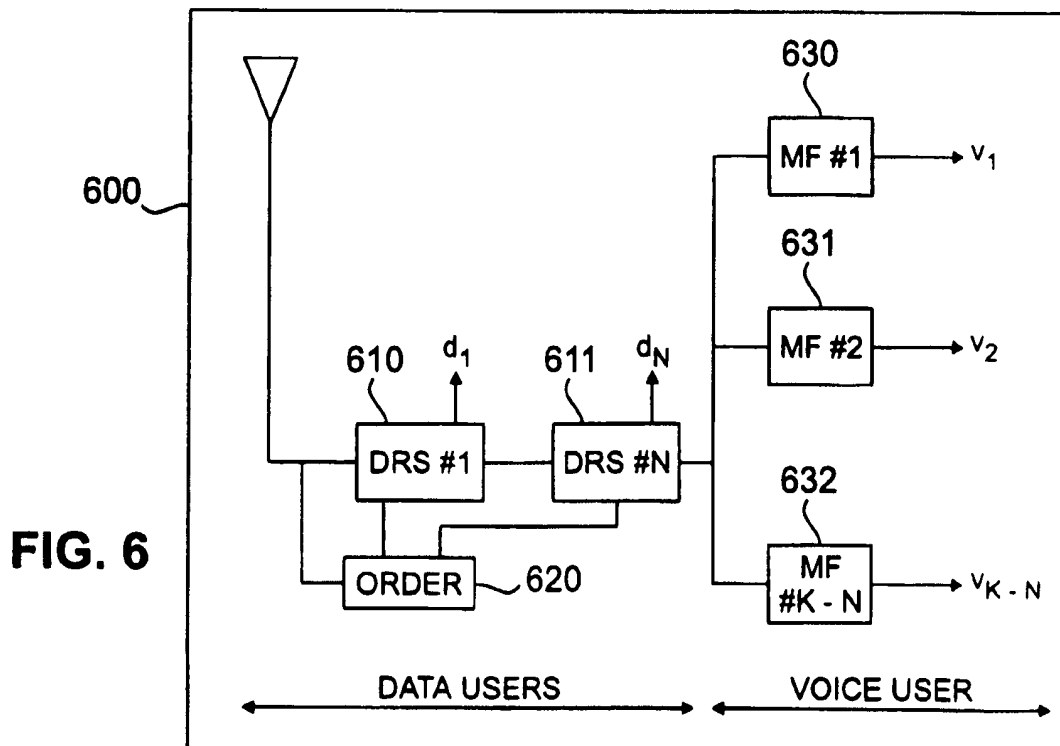 630
MF #1
v1
600
631
MF #2
v2
610
d1
611
dN
DRS #1
DRS #N
632
FIG. 6
ORDER
620
MF
#K - N
vK - N
DATA USERS
VOICE USER